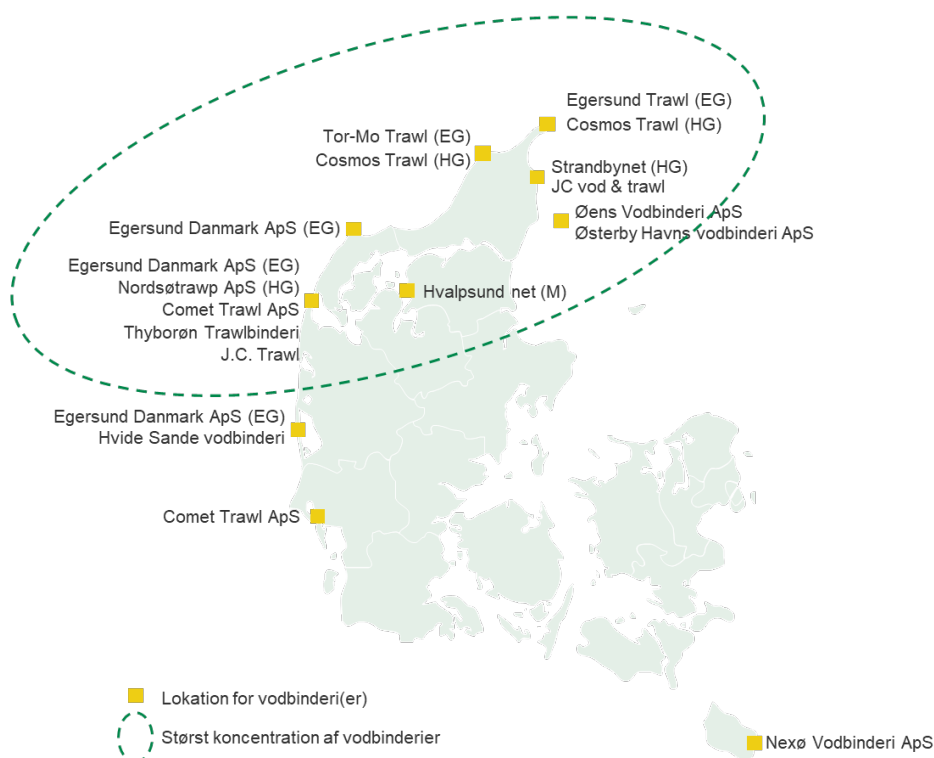 Egersund Trawl (EG)
Cosmos Trawl (HG)
Tor-Mo Trawl (EG)
Cosmos Trawl (HG)
Strandbynet (HG)
JC vod & trawl
Øens Vodbinderi ApS
Østerby Havns vodbinderi ApS
Egersund Danmark ApS (EG)
Egersund Danmark ApS (EG)
Nordsøtrawp ApS (HG)
Comet Trawl ApS
Thyborøn Trawlbinderi
J.C. Trawl
Hvalpsund net (M)
Egersund Danmark ApS (EG)
Hvide Sande vodbinderi
Comet Trawl ApS
Lokation for vodbinderi(er)
Størst koncentration af vodbinderier
Nexø Vodbinderi ApS